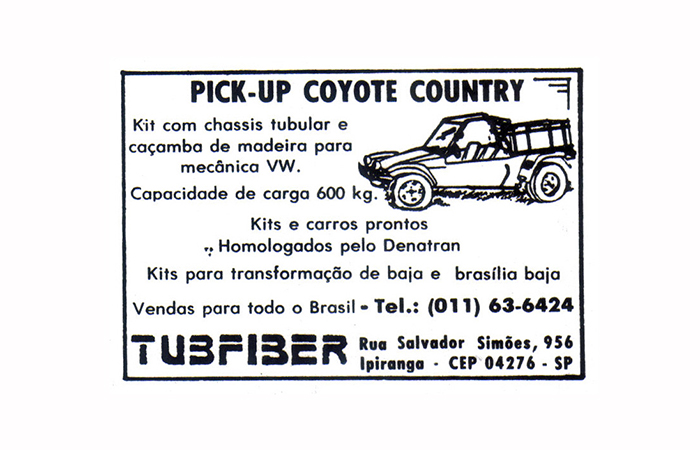 PICK-UP COYOTE COUNTRY
Kit com chassis tubular e
caçamba de madeira para
mecânica VW.
Capacidade de carga 600 kg.
Kits e carros prontos
Homologados pelo Denatran
Kits para transformação de baja e brasília baja
Vendas para todo o Brasil - Tel.: (011) 63-6424
TUBFIBER
Rua Salvador Simões, 956
Ipiranga - CEP 04276 - SP